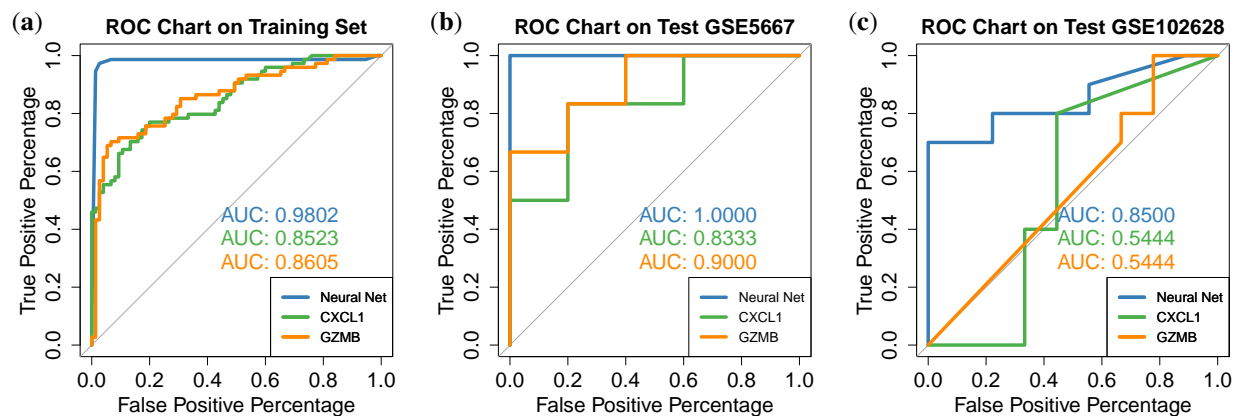 (a)
ROC Chart on Training Set
True Positive Percentage
1.0
0.8
0.6
0.4
0.2
0.0
AUC: 0.9802
AUC: 0.8523
AUC: 0.8605
Neural Net
CXCL1
GZMB
0.0 0.2 0.4 0.6 0.8 1.0
False Positive Percentage
(b)
ROC Chart on Test GSE5667
True Positive Percentage
1.0
0.8
0.6
0.4
0.2
0.0
AUC: 1.0000
AUC: 0.8333
AUC: 0.9000
Neural Net
CXCL1
GZMB
0.0 0.2 0.4 0.6 0.8 1.0
False Positive Percentage
(c)
ROC Chart on Test GSE102628
True Positive Percentage
1.0
0.8
0.6
0.4
0.2
0.0
AUC: 0.8500
AUC: 0.5444
AUC: 0.5444
Neural Net
CXCL1
GZMB
0.0 0.2 0.4 0.6 0.8 1.0
False Positive Percentage